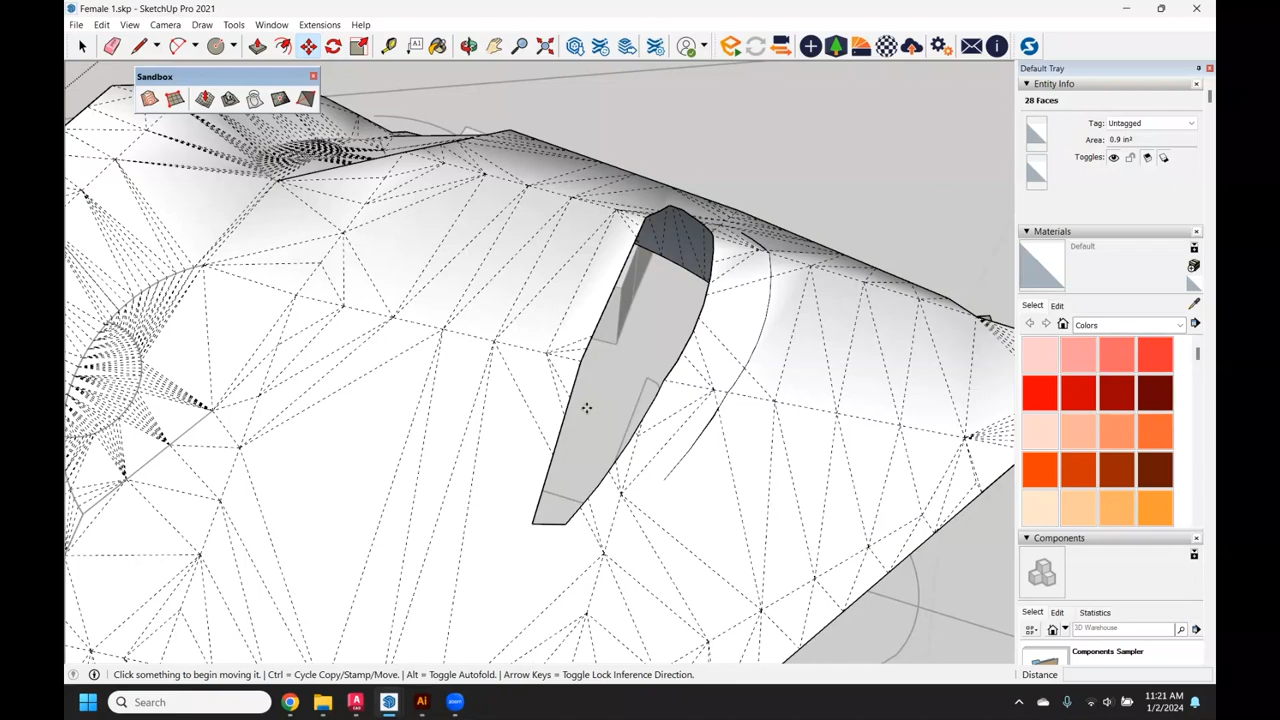 Female 1.skp - SketchUp Pro 2021
File Edit View Camera Draw Tools Window Extensions Help
A1
Sandbox
Default Tray
Entity Info
28 Faces
Tag: Untagged
Area: 0.9 in²
Toggles:
Materials
Default
Select Edit
Colors
Components
Select Edit Statistics
3D Warehouse
Components Sampler
Click something to begin moving it. | Ctrl = Cycle Copy/Stamp/Move. | Alt = Toggle Autofold. | Arrow Keys = Toggle Lock Inference Direction.
Distance
Search
A
Ai
zoom
11:21 AM
1/2/2024